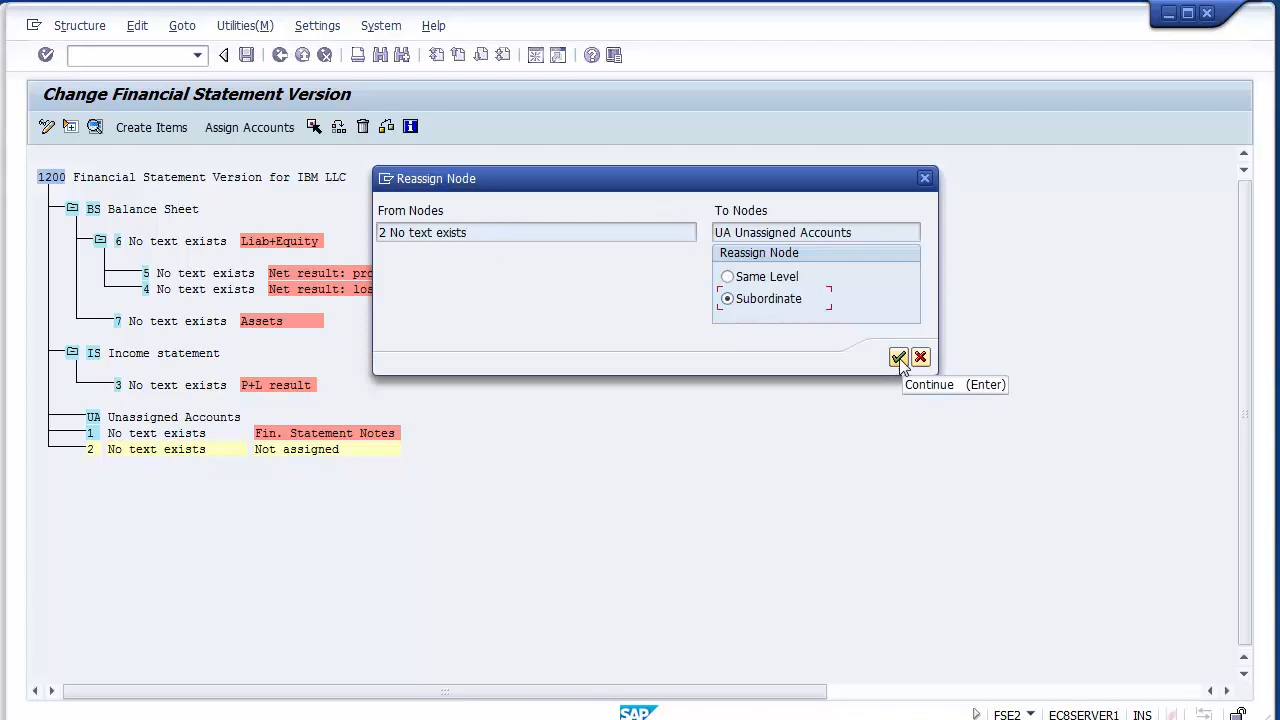 Structure Edit Goto Utilities(M) Settings System Help
Change Financial Statement Version
Create Items Assign Accounts
1200 Financial Statement Version for IBM LLC
BS Balance Sheet
6 No text exists Liab+Equity
5 No text exists Net result: pro
4 No text exists Net result: los
7 No text exists Assets
IS Income statement
3 No text exists P+L result
UA Unassigned Accounts
1 No text exists Fin. Statement Notes
2 No text exists Not assigned
Reassign Node
From Nodes To Nodes
2 No text exists UA Unassigned Accounts
Reassign Node
Same Level
Subordinate
Continue (Enter)
SAP FSE2 EC8SERVER1 INS